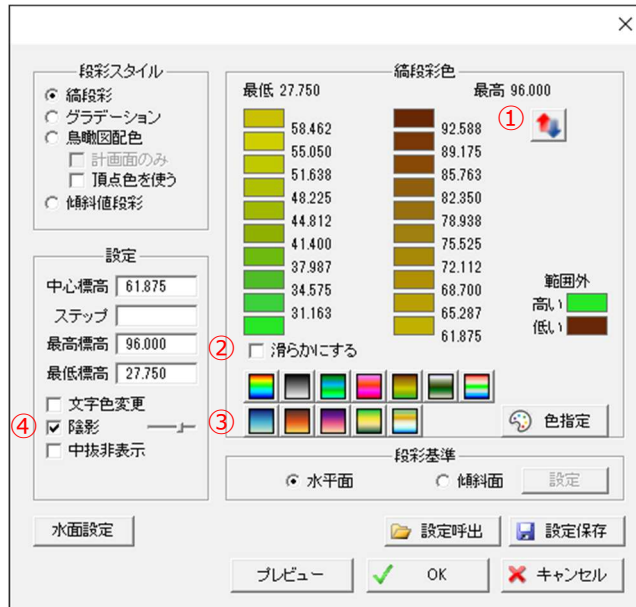 段彩スタイル
縞段彩
グラデーション
鳥瞰図配色
計画面のみ
頂点色を使う
傾斜値段彩
設定
中心標高 61.875
ステップ
最高標高 96.000
最低標高 27.750
文字色変更
④ 陰影
中抜非表示
水面設定
縞段彩色
最低 27.750 最高 96.000
①
58.462 92.588
55.050 89.175
51.638 85.763
48.225 82.350
44.812 78.938
41.400 75.525
37.987 72.112
34.575 68.700
31.163 65.287
61.875
範囲外
高い
低い
② 滑らかにする
③
色指定
段彩基準
水平面 傾斜面 設定
設定呼出 設定保存
プレビュー OK キャンセル